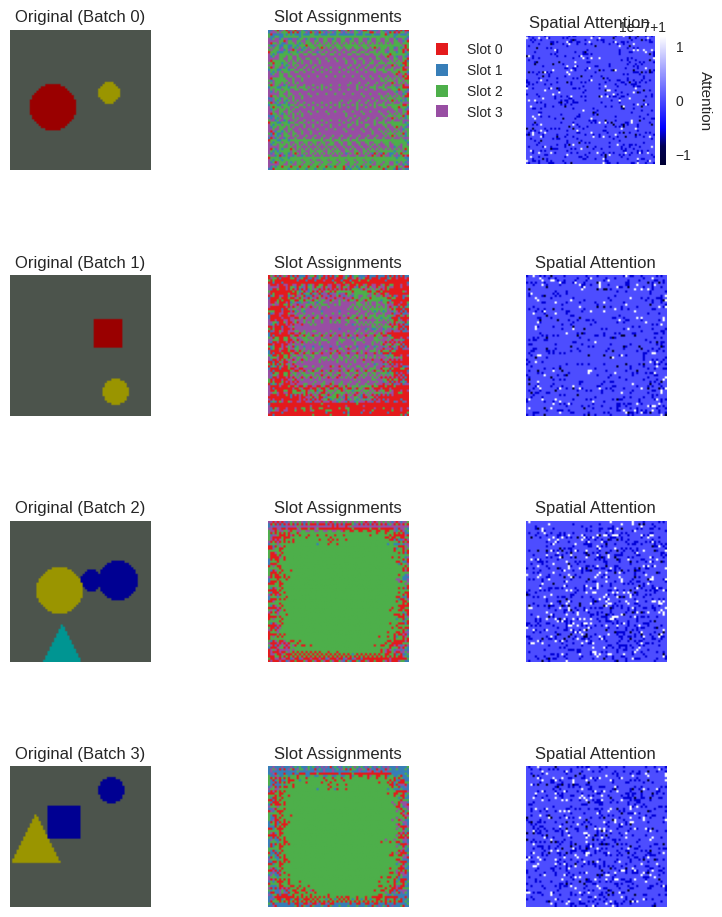 Original (Batch 0)
Slot Assignments
Slot 0
Slot 1
Slot 2
Slot 3
Spatial Attention
1e−7+1
1
0
−1
Attention
Original (Batch 1)
Slot Assignments
Spatial Attention
Original (Batch 2)
Slot Assignments
Spatial Attention
Original (Batch 3)
Slot Assignments
Spatial Attention